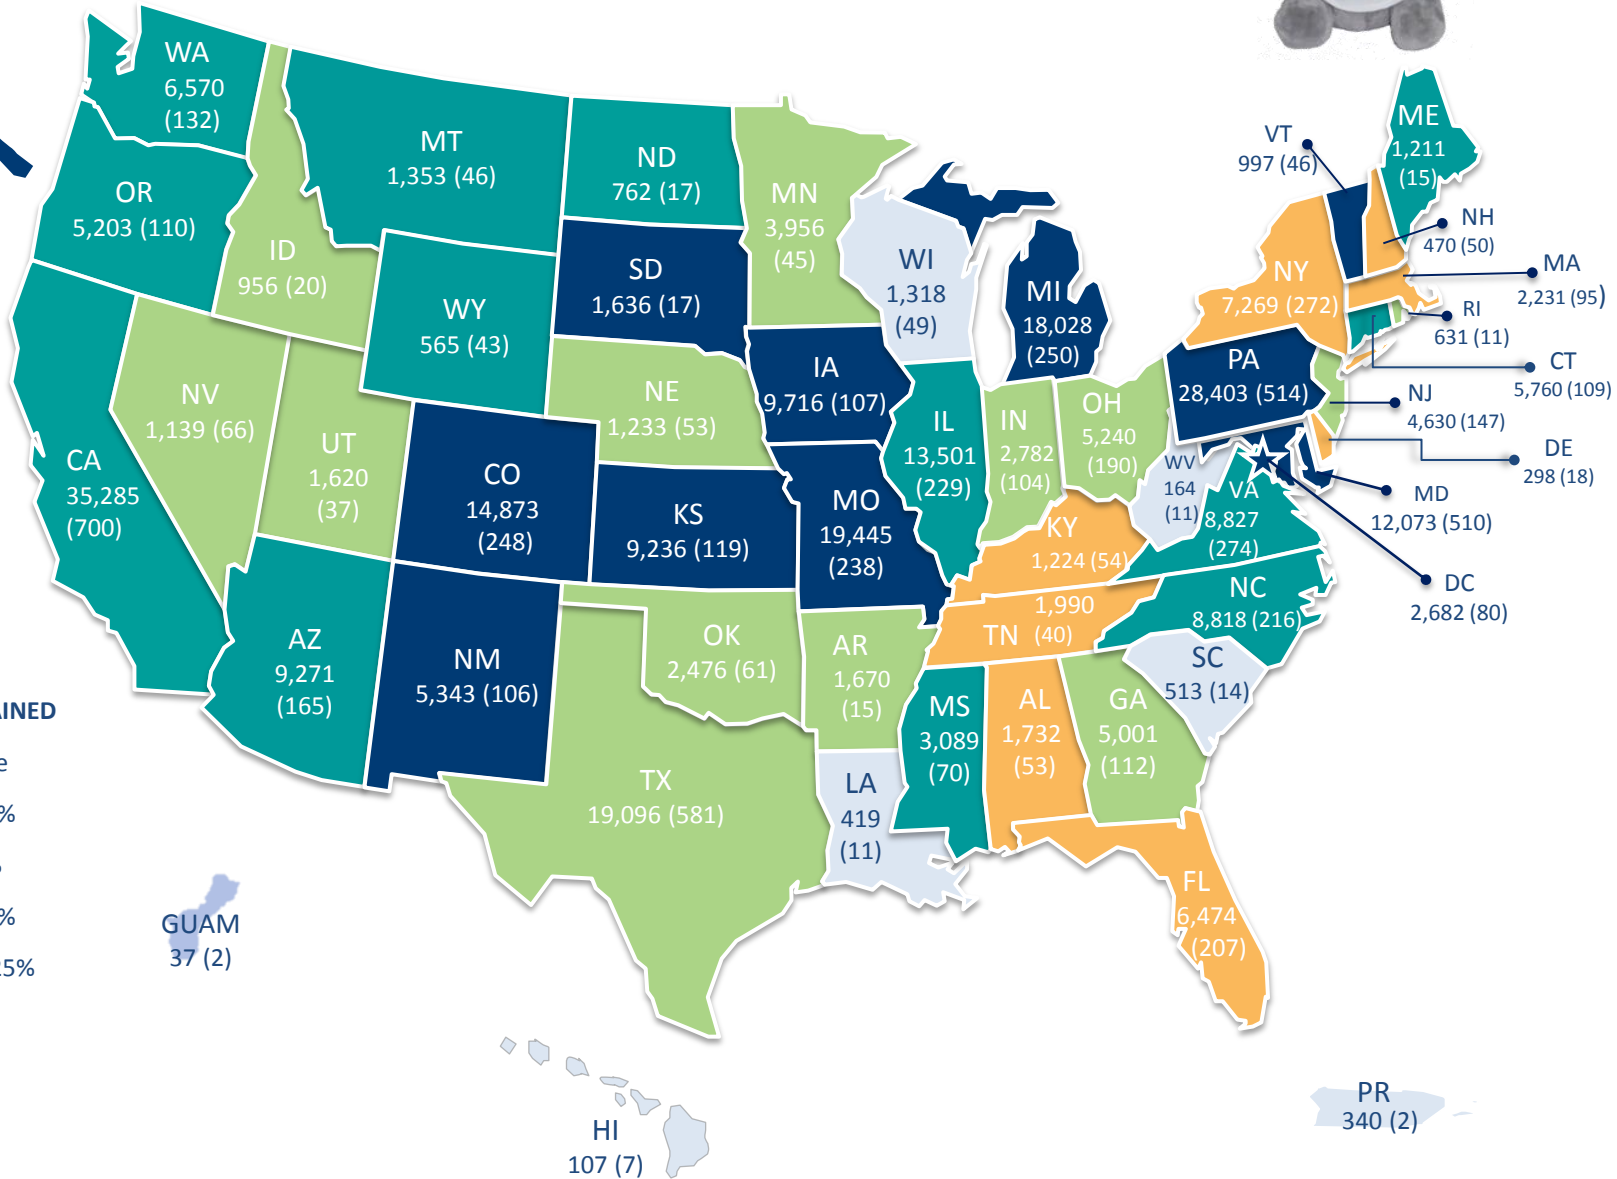 WA
6,570
(132)
OR
5,203 (110)
ID
956 (20)
MT
1,353 (46)
ND
762 (17)
MN
3,956
(45)
SD
1,636 (17)
WY
565 (43)
WI
1,318
(49)
MI
18,028
(250)
VT
997 (46)
ME
1,211
(15)
NH
470 (50)
MA
2,231 (95)
NY
7,269 (272)
RI
631 (11)
CT
5,760 (109)
NJ
4,630 (147)
PA
28,403 (514)
DE
298 (18)
MD
12,073 (510)
DC
2,682 (80)
NV
1,139 (66)
UT
1,620
(37)
CA
35,285
(700)
CO
14,873
(248)
NE
1,233 (53)
IA
9,716 (107)
IL
13,501
(229)
IN
2,782
(104)
OH
5,240
(190)
WV
164
(11)
VA
8,827
(274)
KS
9,236 (119)
MO
19,445
(238)
KY
1,224 (54)
NC
8,818 (216)
TN
1,990
(40)
SC
513 (14)
AZ
9,271
(165)
NM
5,343 (106)
OK
2,476 (61)
AR
1,670
(15)
MS
3,089
(70)
AL
1,732
(53)
GA
5,001
(112)
TX
19,096 (581)
LA
419
(11)
FL
6,474
(207)
AINED
e
%
%
5%
GUAM
37 (2)
HI
107 (7)
PR
340 (2)